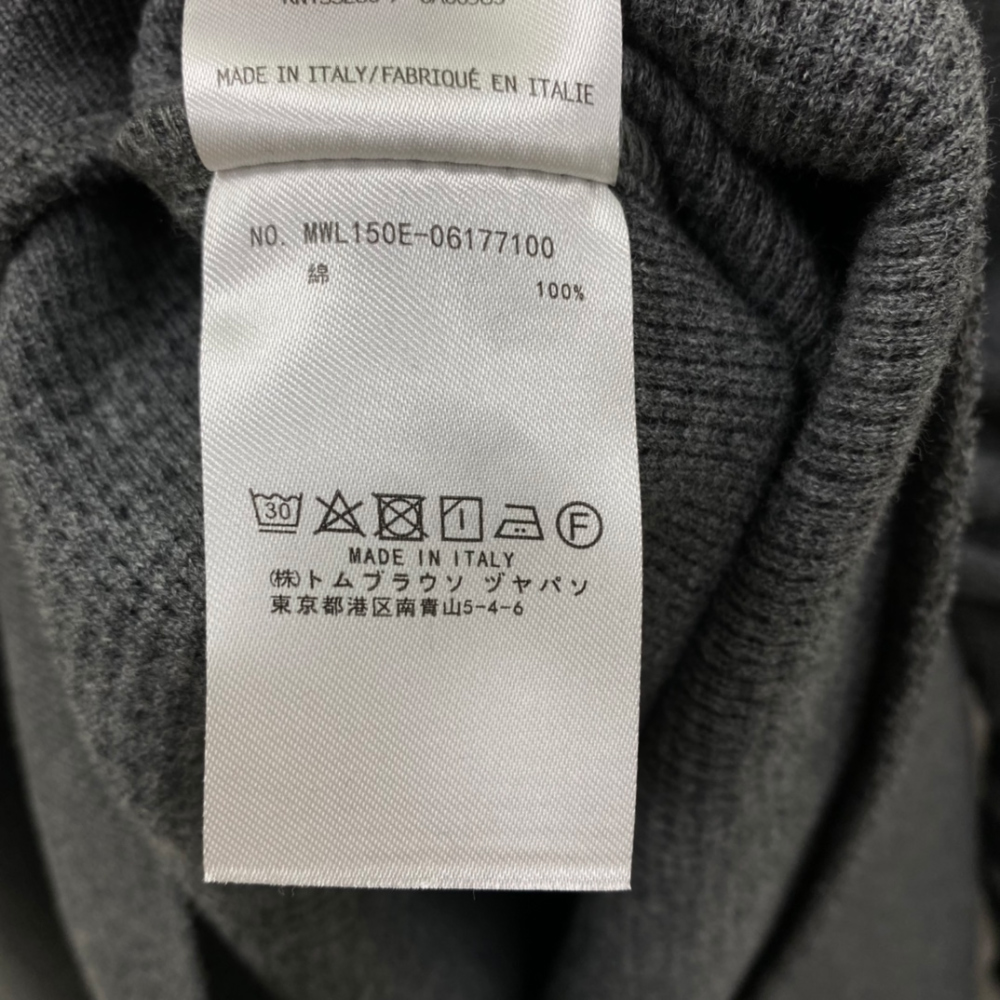 MADE IN ITALY/FABRIQUÉ EN ITALIE
NO. MWL150E-06177100
綿 100%
30 F
MADE IN ITALY
㈱トムブラウソ ヅヤパソ
東京都港区南青山5-4-6